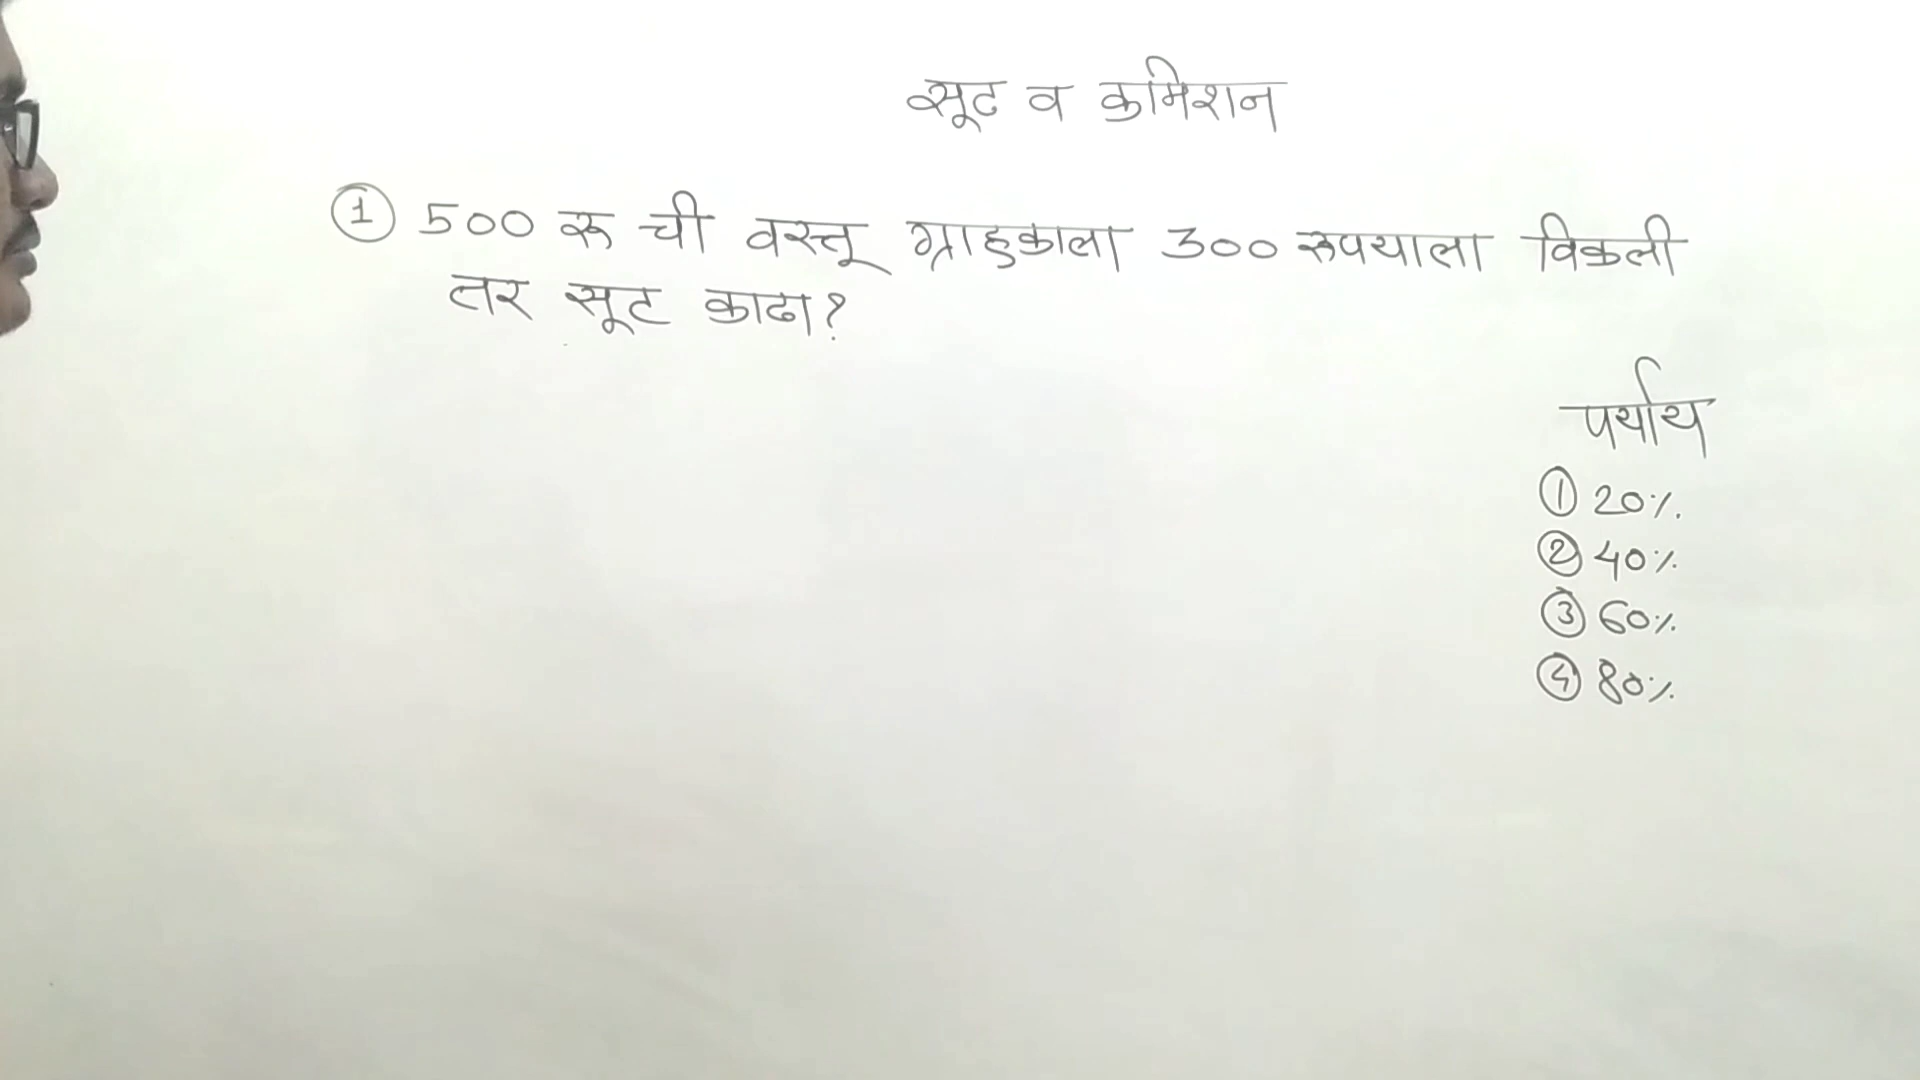 सूट व कमिशन
① 500 रू ची वस्तू ग्राहकाला 300 रूपयाला विकली
तर सूट काढा?
पर्याय
① 20%
② 40%
③ 60%
④ 80%